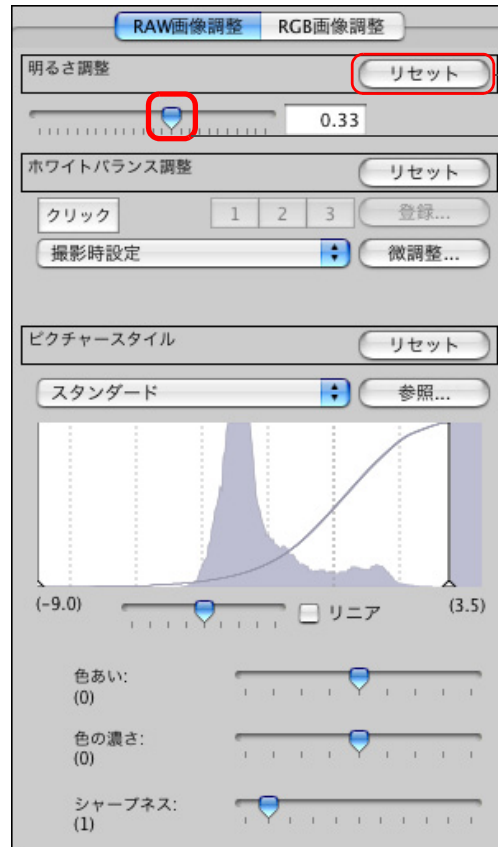 RAW画像調整 RGB画像調整
明るさ調整 リセット
0.33
ホワイトバランス調整 リセット
クリック 1 2 3 登録...
撮影時設定 微調整...
ピクチャースタイル リセット
スタンダード 参照...
(-9.0) リニア (3.5)
色あい:
(0)
色の濃さ:
(0)
シャープネス:
(1)